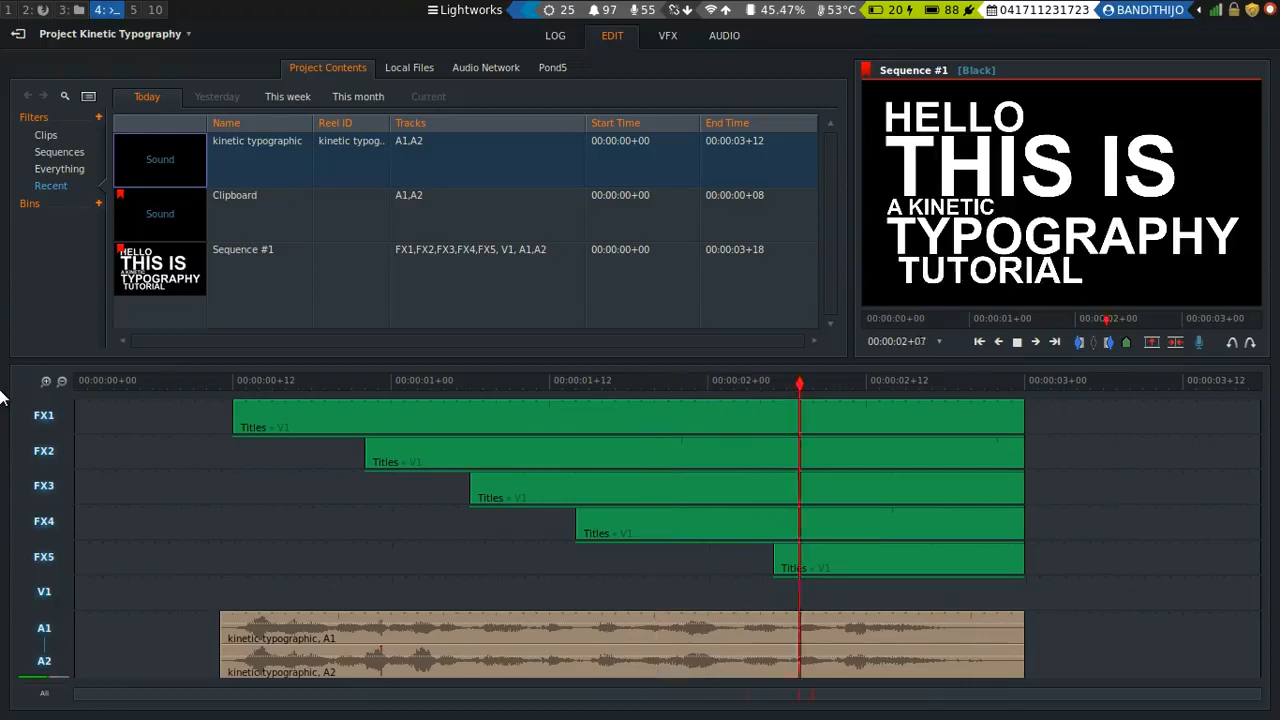 1 2: 3: 4: 5 10 Lightworks 25 97 55 45.47% 53°C 20 88 041711231723 BANDITHIJO
Project Kinetic Typography
LOG EDIT VFX AUDIO
Project Contents Local Files Audio Network Pond5
Today Yesterday This week This month Current
Filters +
Clips
Sequences
Everything
Recent
Bins +
Name Reel ID Tracks Start Time End Time
Sound kinetic typographic kinetic typog.. A1,A2 00:00:00+00 00:00:03+12
Sound Clipboard A1,A2 00:00:00+00 00:00:00+08
Sequence #1 FX1,FX2,FX3,FX4,FX5, V1, A1,A2 00:00:00+00 00:00:03+18
HELLO
THIS IS
A KINETIC
TYPOGRAPHY
TUTORIAL
Sequence #1 [Black]
HELLO
THIS IS
A KINETIC
TYPOGRAPHY
TUTORIAL
00:00:00+00 00:00:01+00 00:00:02+00 00:00:03+00
00:00:02+07
00:00:00+00 00:00:00+12 00:00:01+00 00:00:01+12 00:00:02+00 00:00:02+12 00:00:03+00 00:00:03+12
FX1 Titles « V1
FX2 Titles « V1
FX3 Titles « V1
FX4 Titles « V1
FX5 Titles « V1
V1
A1 kinetic typographic, A1
A2 kinetic typographic, A2
All